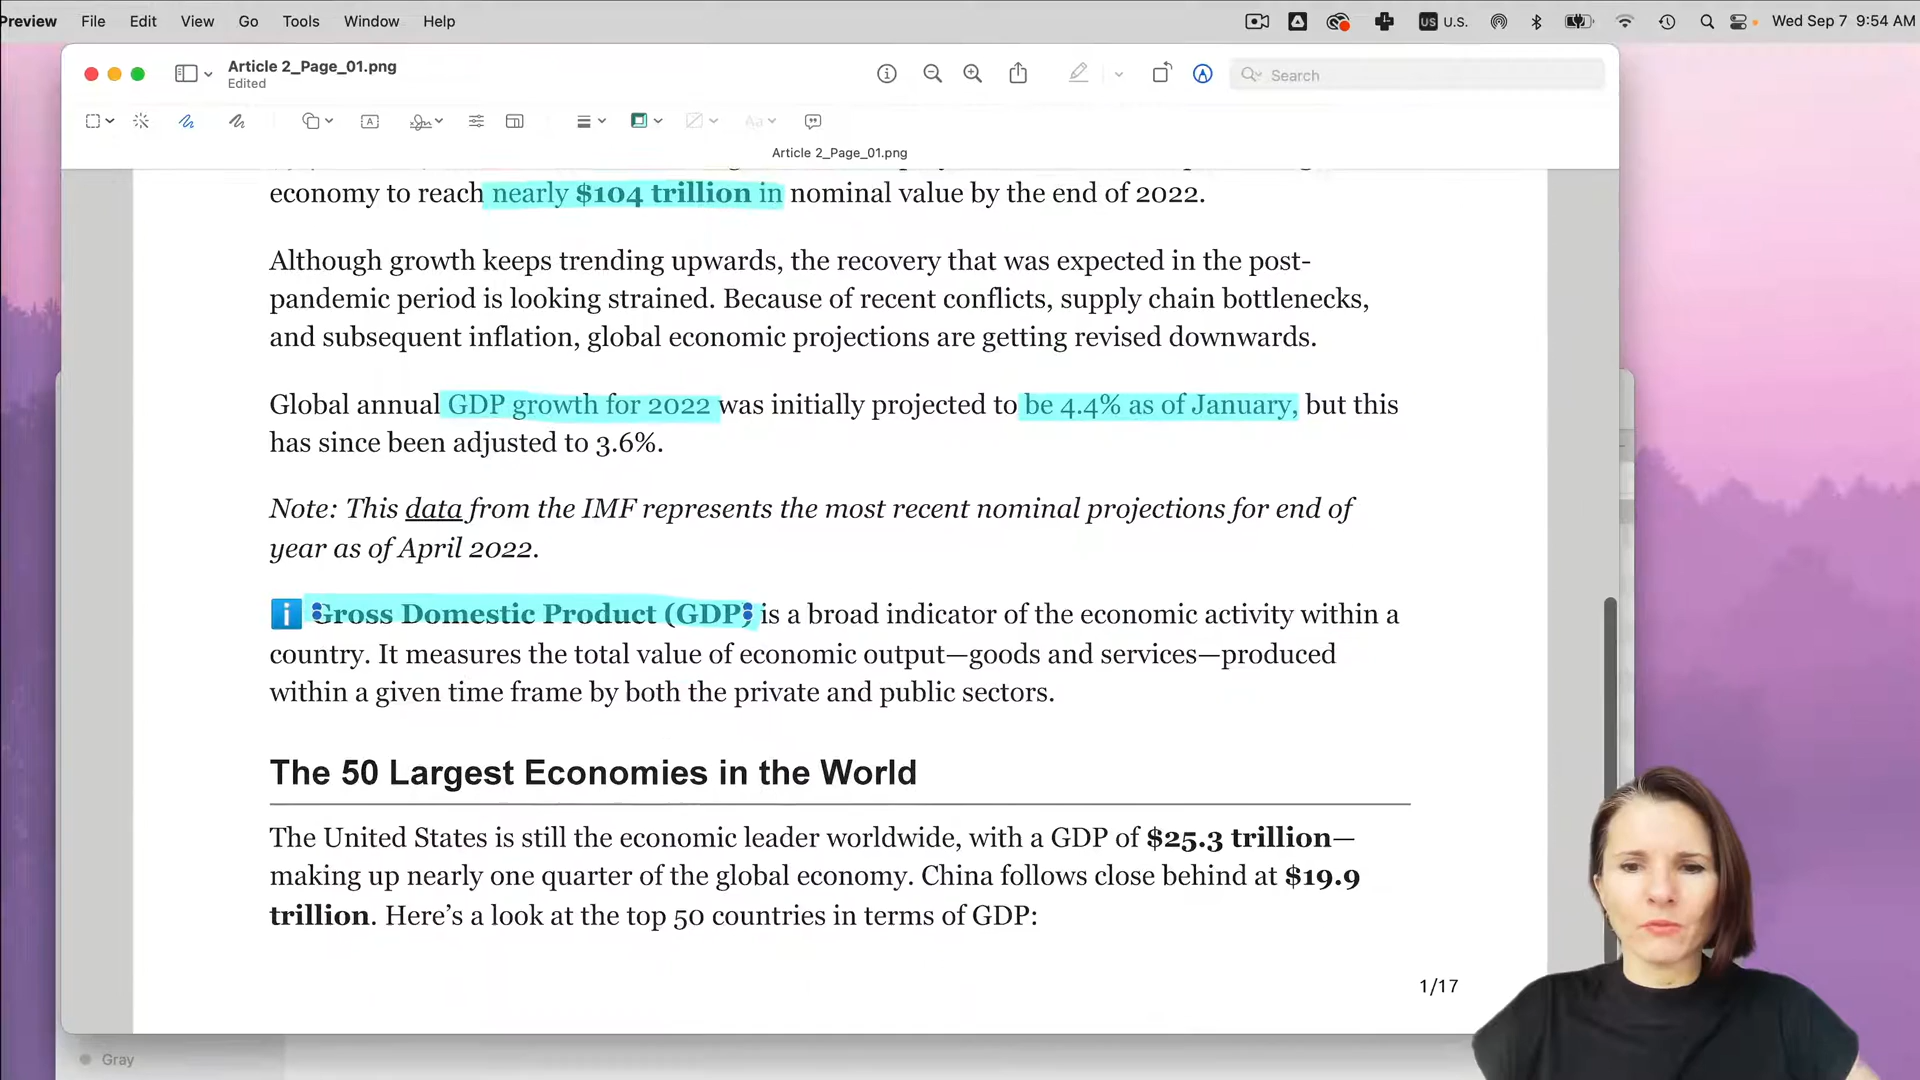 Preview File Edit View Go Tools Window Help
US U.S. Wed Sep 7 9:54 AM
Article 2_Page_01.png
Edited
Search
Aa
Article 2_Page_01.png
economy to reach nearly $104 trillion in nominal value by the end of 2022.
Although growth keeps trending upwards, the recovery that was expected in the post-
pandemic period is looking strained. Because of recent conflicts, supply chain bottlenecks,
and subsequent inflation, global economic projections are getting revised downwards.
Global annual GDP growth for 2022 was initially projected to be 4.4% as of January, but this
has since been adjusted to 3.6%.
Note: This data from the IMF represents the most recent nominal projections for end of
year as of April 2022.
Gross Domestic Product (GDP) is a broad indicator of the economic activity within a
country. It measures the total value of economic output—goods and services—produced
within a given time frame by both the private and public sectors.
The 50 Largest Economies in the World
The United States is still the economic leader worldwide, with a GDP of $25.3 trillion—
making up nearly one quarter of the global economy. China follows close behind at $19.9
trillion. Here’s a look at the top 50 countries in terms of GDP:
1/17
Gray